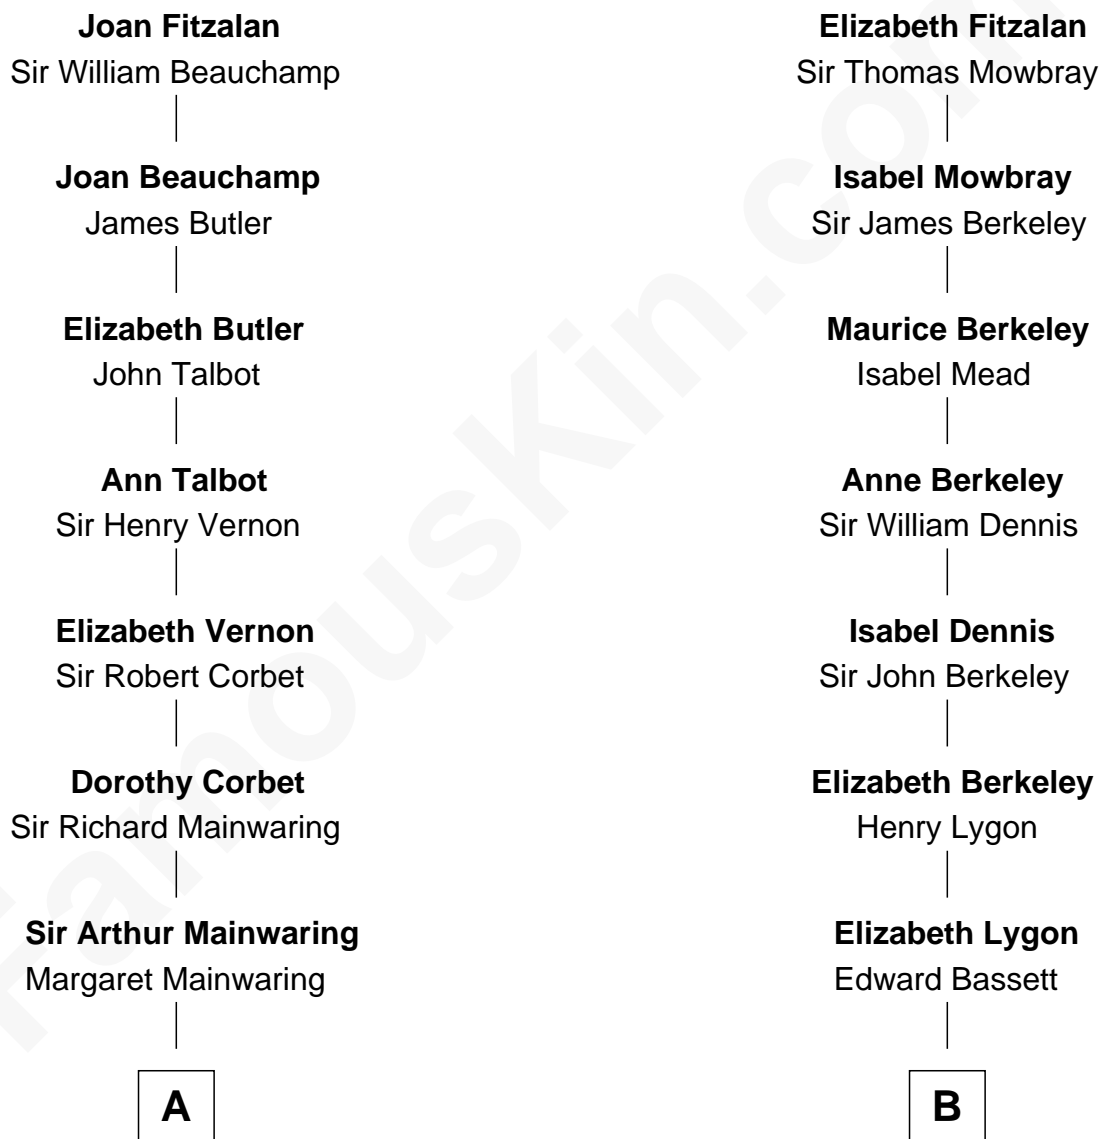 Joan Fitzalan
Sir William Beauchamp
Joan Beauchamp
James Butler
Elizabeth Butler
John Talbot
Ann Talbot
Sir Henry Vernon
Elizabeth Vernon
Sir Robert Corbet
Dorothy Corbet
Sir Richard Mainwaring
Sir Arthur Mainwaring
Margaret Mainwaring
A
Elizabeth Fitzalan
Sir Thomas Mowbray
Isabel Mowbray
Sir James Berkeley
Maurice Berkeley
Isabel Mead
Anne Berkeley
Sir William Dennis
Isabel Dennis
Sir John Berkeley
Elizabeth Berkeley
Henry Lygon
Elizabeth Lygon
Edward Bassett
B
FamousKin.com